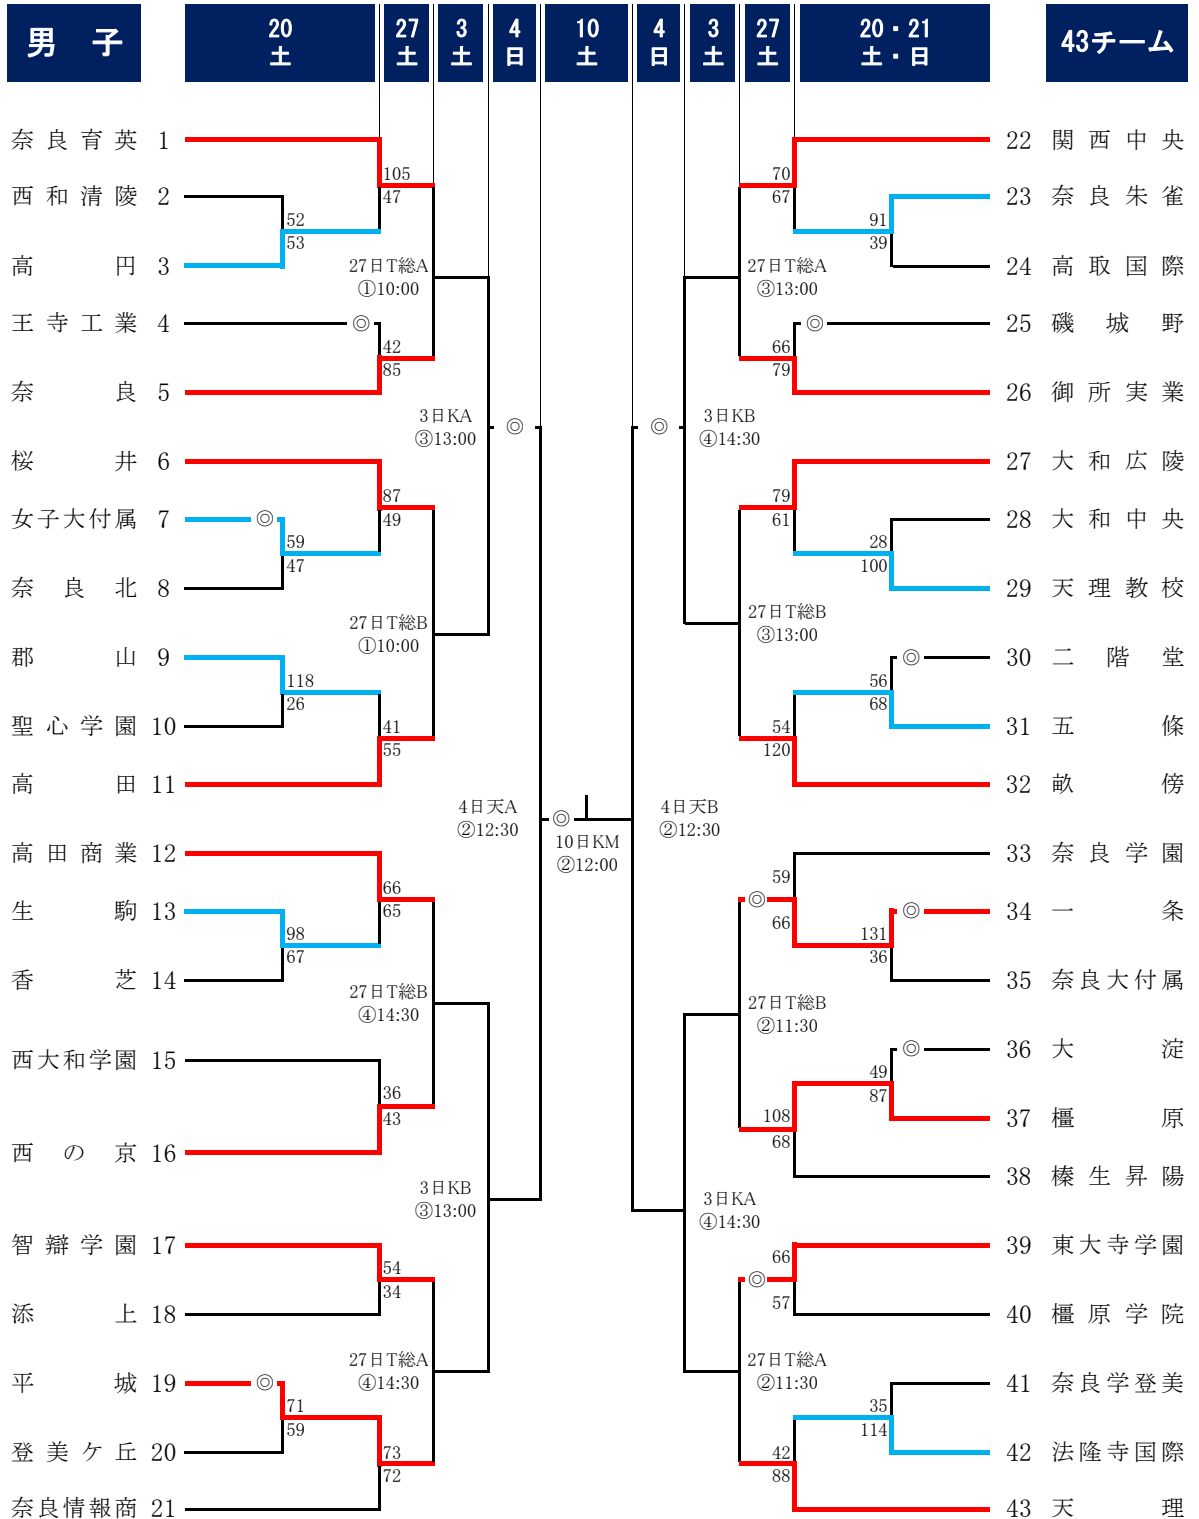 男 子
20
土
27
土
3
土
4
日
10
土
4
日
3
土
27
土
20・21
土・日
43チーム
奈良育英 1
西和清陵 2
高円 3
王寺工業 4 ◎
奈良 5
桜井 6
女子大付属 7 ◎
奈良北 8
郡山 9
聖心学園 10
高田 11
高田商業 12
生駒 13
香芝 14
西大和学園 15
西の京 16
智辯学園 17
添上 18
平城 19 ◎
登美ケ丘 20
奈良情報商 21
52
53
59
47
118
26
98
67
71
59
105
47
42
85
87
49
41
55
66
65
36
43
54
34
73
72
27日T総A
①10:00
27日T総B
①10:00
27日T総B
④14:30
27日T総A
④14:30
3日KA
③13:00
3日KB
③13:00
◎
4日天A
②12:30
◎
10日KM
②12:00
4日天B
②12:30
◎
3日KB
④14:30
3日KA
④14:30
27日T総A
③13:00
27日T総B
③13:00
27日T総B
②11:30
27日T総A
②11:30
70
67
66
79
79
61
54
120
59
◎
66
108
68
66
◎
57
42
88
91
39
28
100
56
68
131
36
49
87
35
114
22 関西中央
23 奈良朱雀
24 高取国際
◎ 25 磯城野
26 御所実業
27 大和広陵
28 大和中央
29 天理教校
◎ 30 二階堂
31 五條
32 畝傍
33 奈良学園
◎ 34 一条
35 奈良大付属
◎ 36 大淀
37 橿原
38 榛生昇陽
39 東大寺学園
40 橿原学院
41 奈良学登美
42 法隆寺国際
43 天理